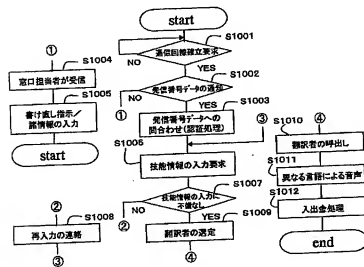 start
S1001
通信回線確立要求
NO
YES
S1002
発信番号データの通知
NO
YES
①
S1003
発信番号データへの
問合わせ(認証処理)
③
S1006
技能情報の入力要求
S1007
技能情報の入力に
不備なし
NO
②
YES
S1009
翻訳者の選定
④
①
S1004
窓口担当者が受信
S1005
書け直し指示/
諸情報の入力
start
②
S1008
再入力の連絡
③
S1010
④
翻訳者の呼出し
S1011
異なる言語による音声
S1012
入出金処理
end